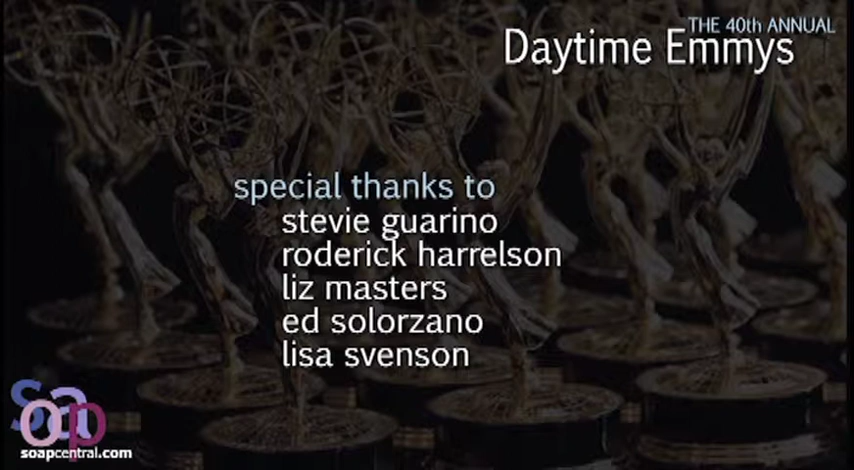 THE 40th ANNUAL
Daytime Emmys
special thanks to
stevie guarino
roderick harrelson
liz masters
ed solorzano
lisa svenson
soap
soapcentral.com